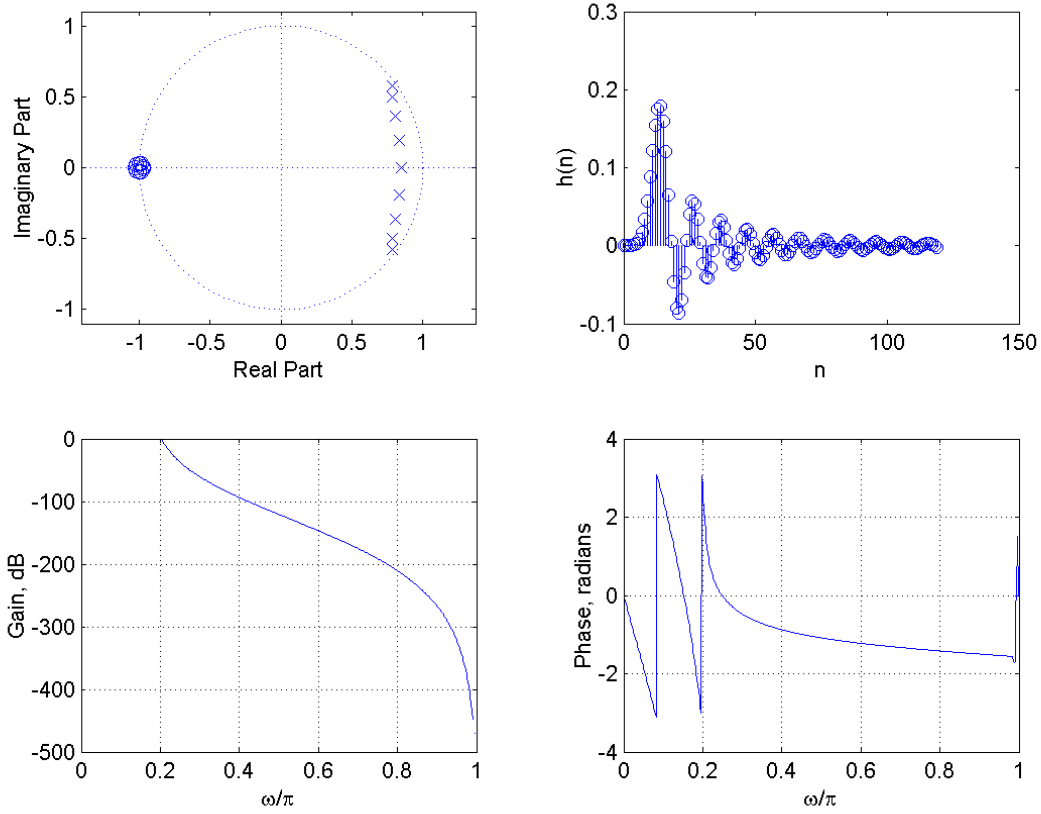 1
0.5
0
-0.5
-1
Imaginary Part
-1 -0.5 0 0.5 1
Real Part
0.3
0.2
0.1
0
-0.1
h(n)
0 50 100 150
n
0
-100
-200
-300
-400
-500
Gain, dB
0 0.2 0.4 0.6 0.8 1
ω/π
4
2
0
-2
-4
Phase, radians
0 0.2 0.4 0.6 0.8 1
ω/π